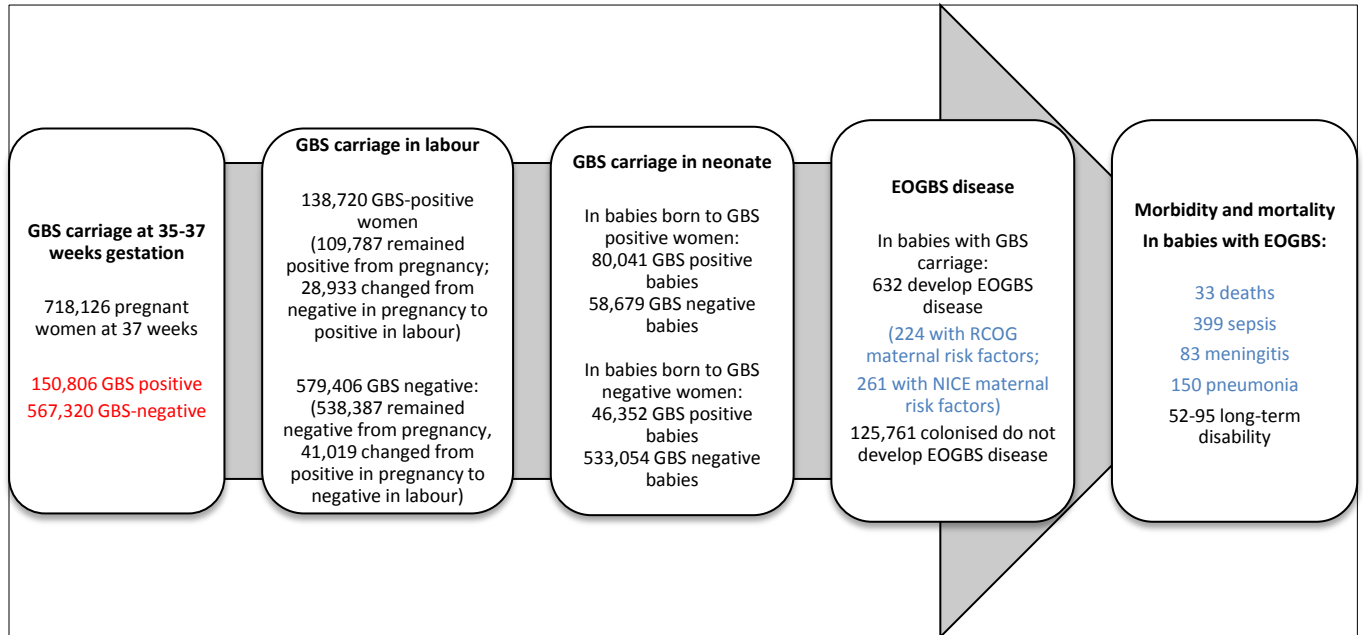 GBS carriage at 35-37
weeks gestation
718,126 pregnant
women at 37 weeks
150,806 GBS positive
567,320 GBS-negative
GBS carriage in labour
138,720 GBS-positive
women
(109,787 remained
positive from pregnancy;
28,933 changed from
negative in pregnancy to
positive in labour)
579,406 GBS negative:
(538,387 remained
negative from pregnancy,
41,019 changed from
positive in pregnancy to
negative in labour)
GBS carriage in neonate
In babies born to GBS
positive women:
80,041 GBS positive
babies
58,679 GBS negative
babies
In babies born to GBS
negative women:
46,352 GBS positive
babies
533,054 GBS negative
babies
EOGBS disease
In babies with GBS
carriage:
632 develop EOGBS
disease
(224 with RCOG
maternal risk factors;
261 with NICE maternal
risk factors)
125,761 colonised do not
develop EOGBS disease
Morbidity and mortality
In babies with EOGBS:
33 deaths
399 sepsis
83 meningitis
150 pneumonia
52-95 long-term
disability